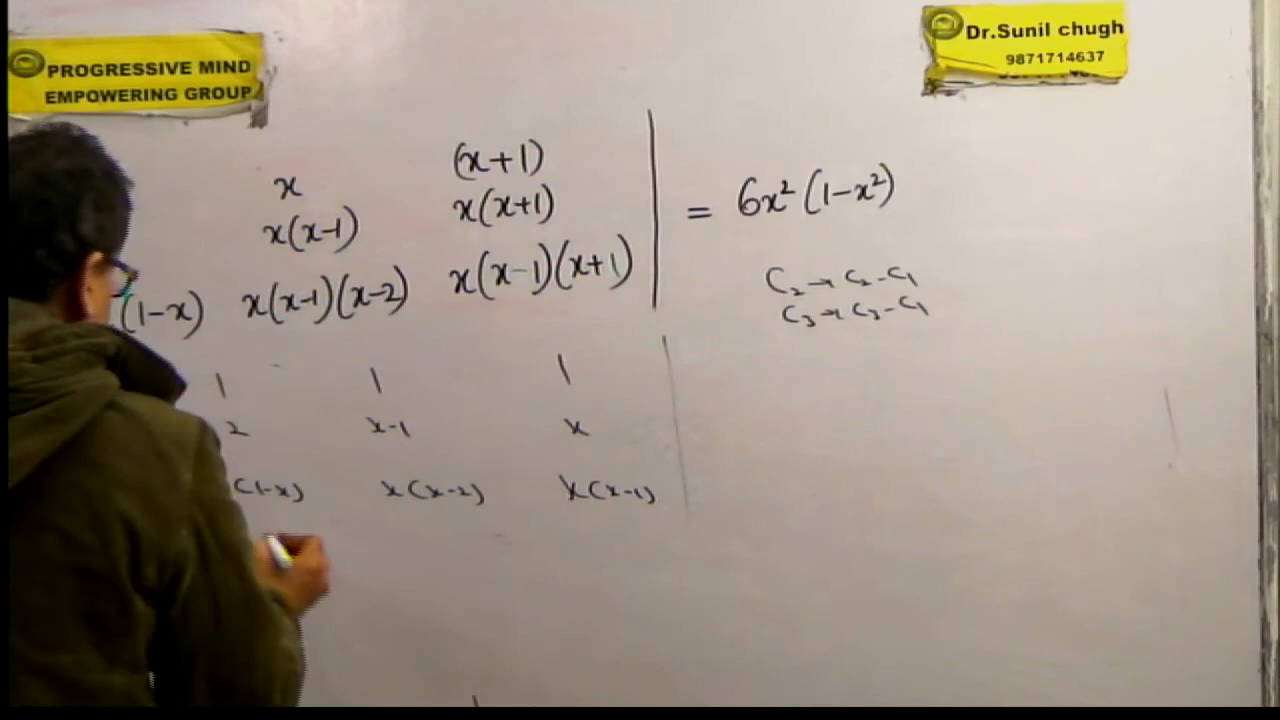 PROGRESSIVE MIND
EMPOWERING GROUP
Dr.Sunil chugh
9871714637
x (x+1)
x(x-1) x(x+1)
(1-x) x(x-1)(x-2) x(x-1)(x+1)
= 6x²(1-x²)
C₂→C₂-C₁
C₃→C₃-C₁
1 1 1
2 x-1 x
(1-x) x(x-2) x(x-1)